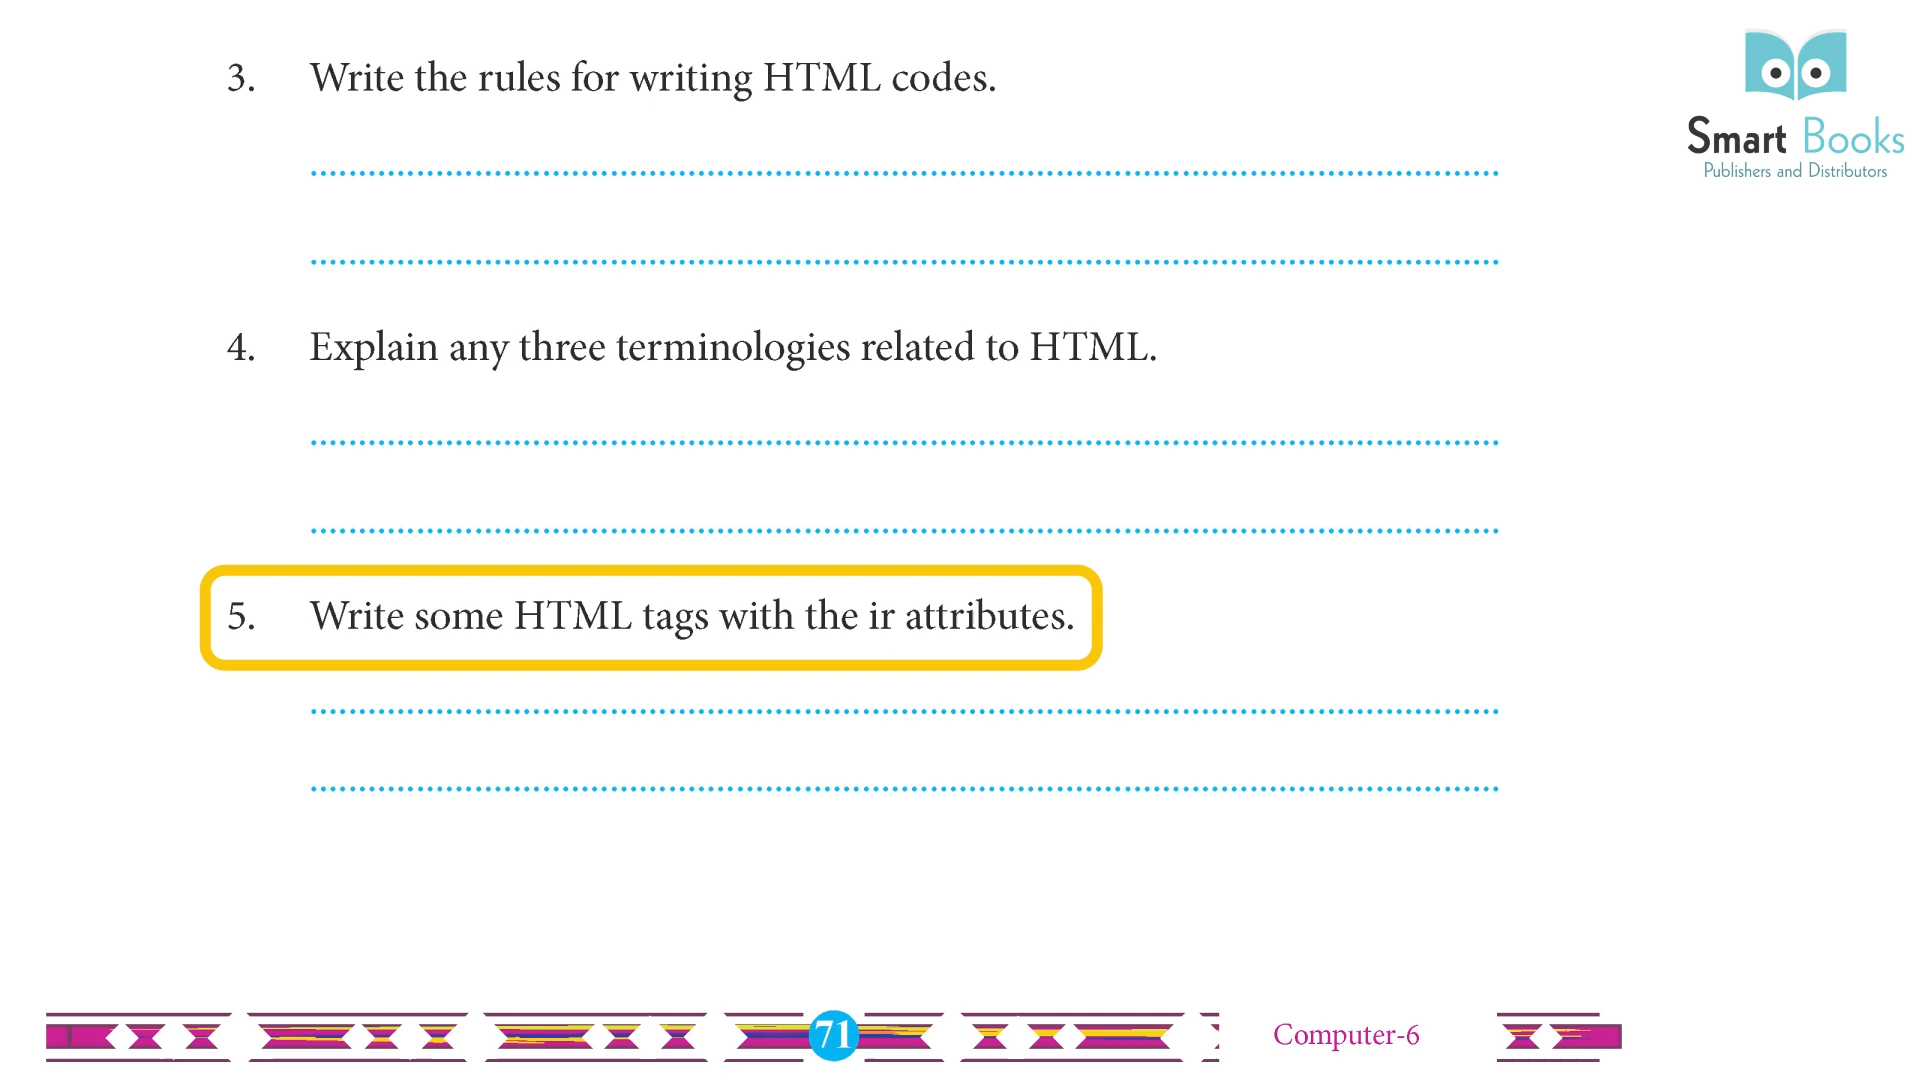 3. Write the rules for writing HTML codes.
Smart Books
Publishers and Distributors
4. Explain any three terminologies related to HTML.
5. Write some HTML tags with the ir attributes.
71
Computer-6